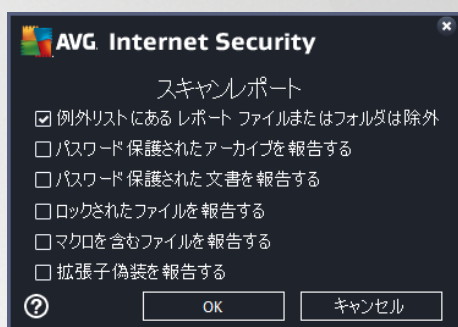 AVG. Internet Security
スキャンレポート
例外リストにある レポート ファイルまたはフォルダは除外
パスワード 保護されたアーカイブを報告する
パスワード 保護された 文書を報告する
ロックされたファイルを報告する
マクロを含むファイルを報告する
拡張子偽装を報告する
OK
キャンセル